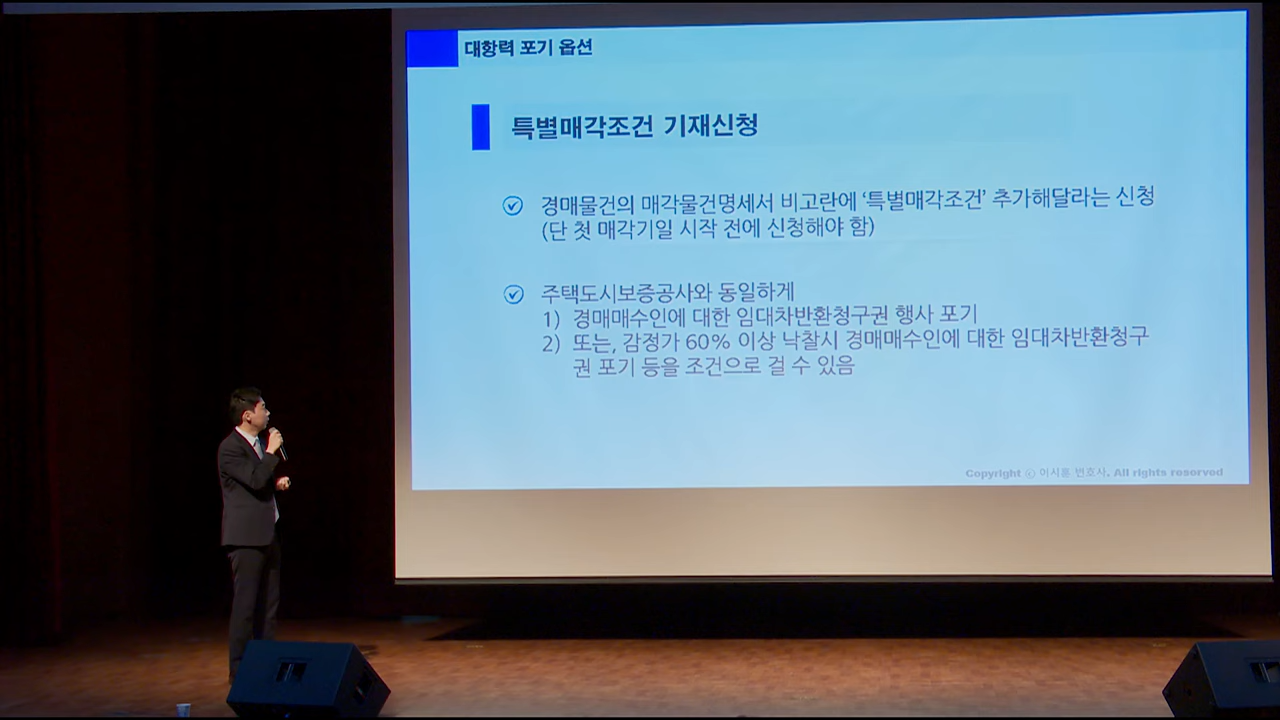 대항력 포기 옵션
특별매각조건 기재신청
경매물건의 매각물건명세서 비고란에 ‘특별매각조건’ 추가해달라는 신청
(단 첫 매각기일 시작 전에 신청해야 함)
주택도시보증공사와 동일하게
1) 경매매수인에 대한 임대차반환청구권 행사 포기
2) 또는, 감정가 60% 이상 낙찰시 경매매수인에 대한 임대차반환청구
권 포기 등을 조건으로 걸 수 있음
Copyright ⓒ 이시훈 변호사. All rights reserved